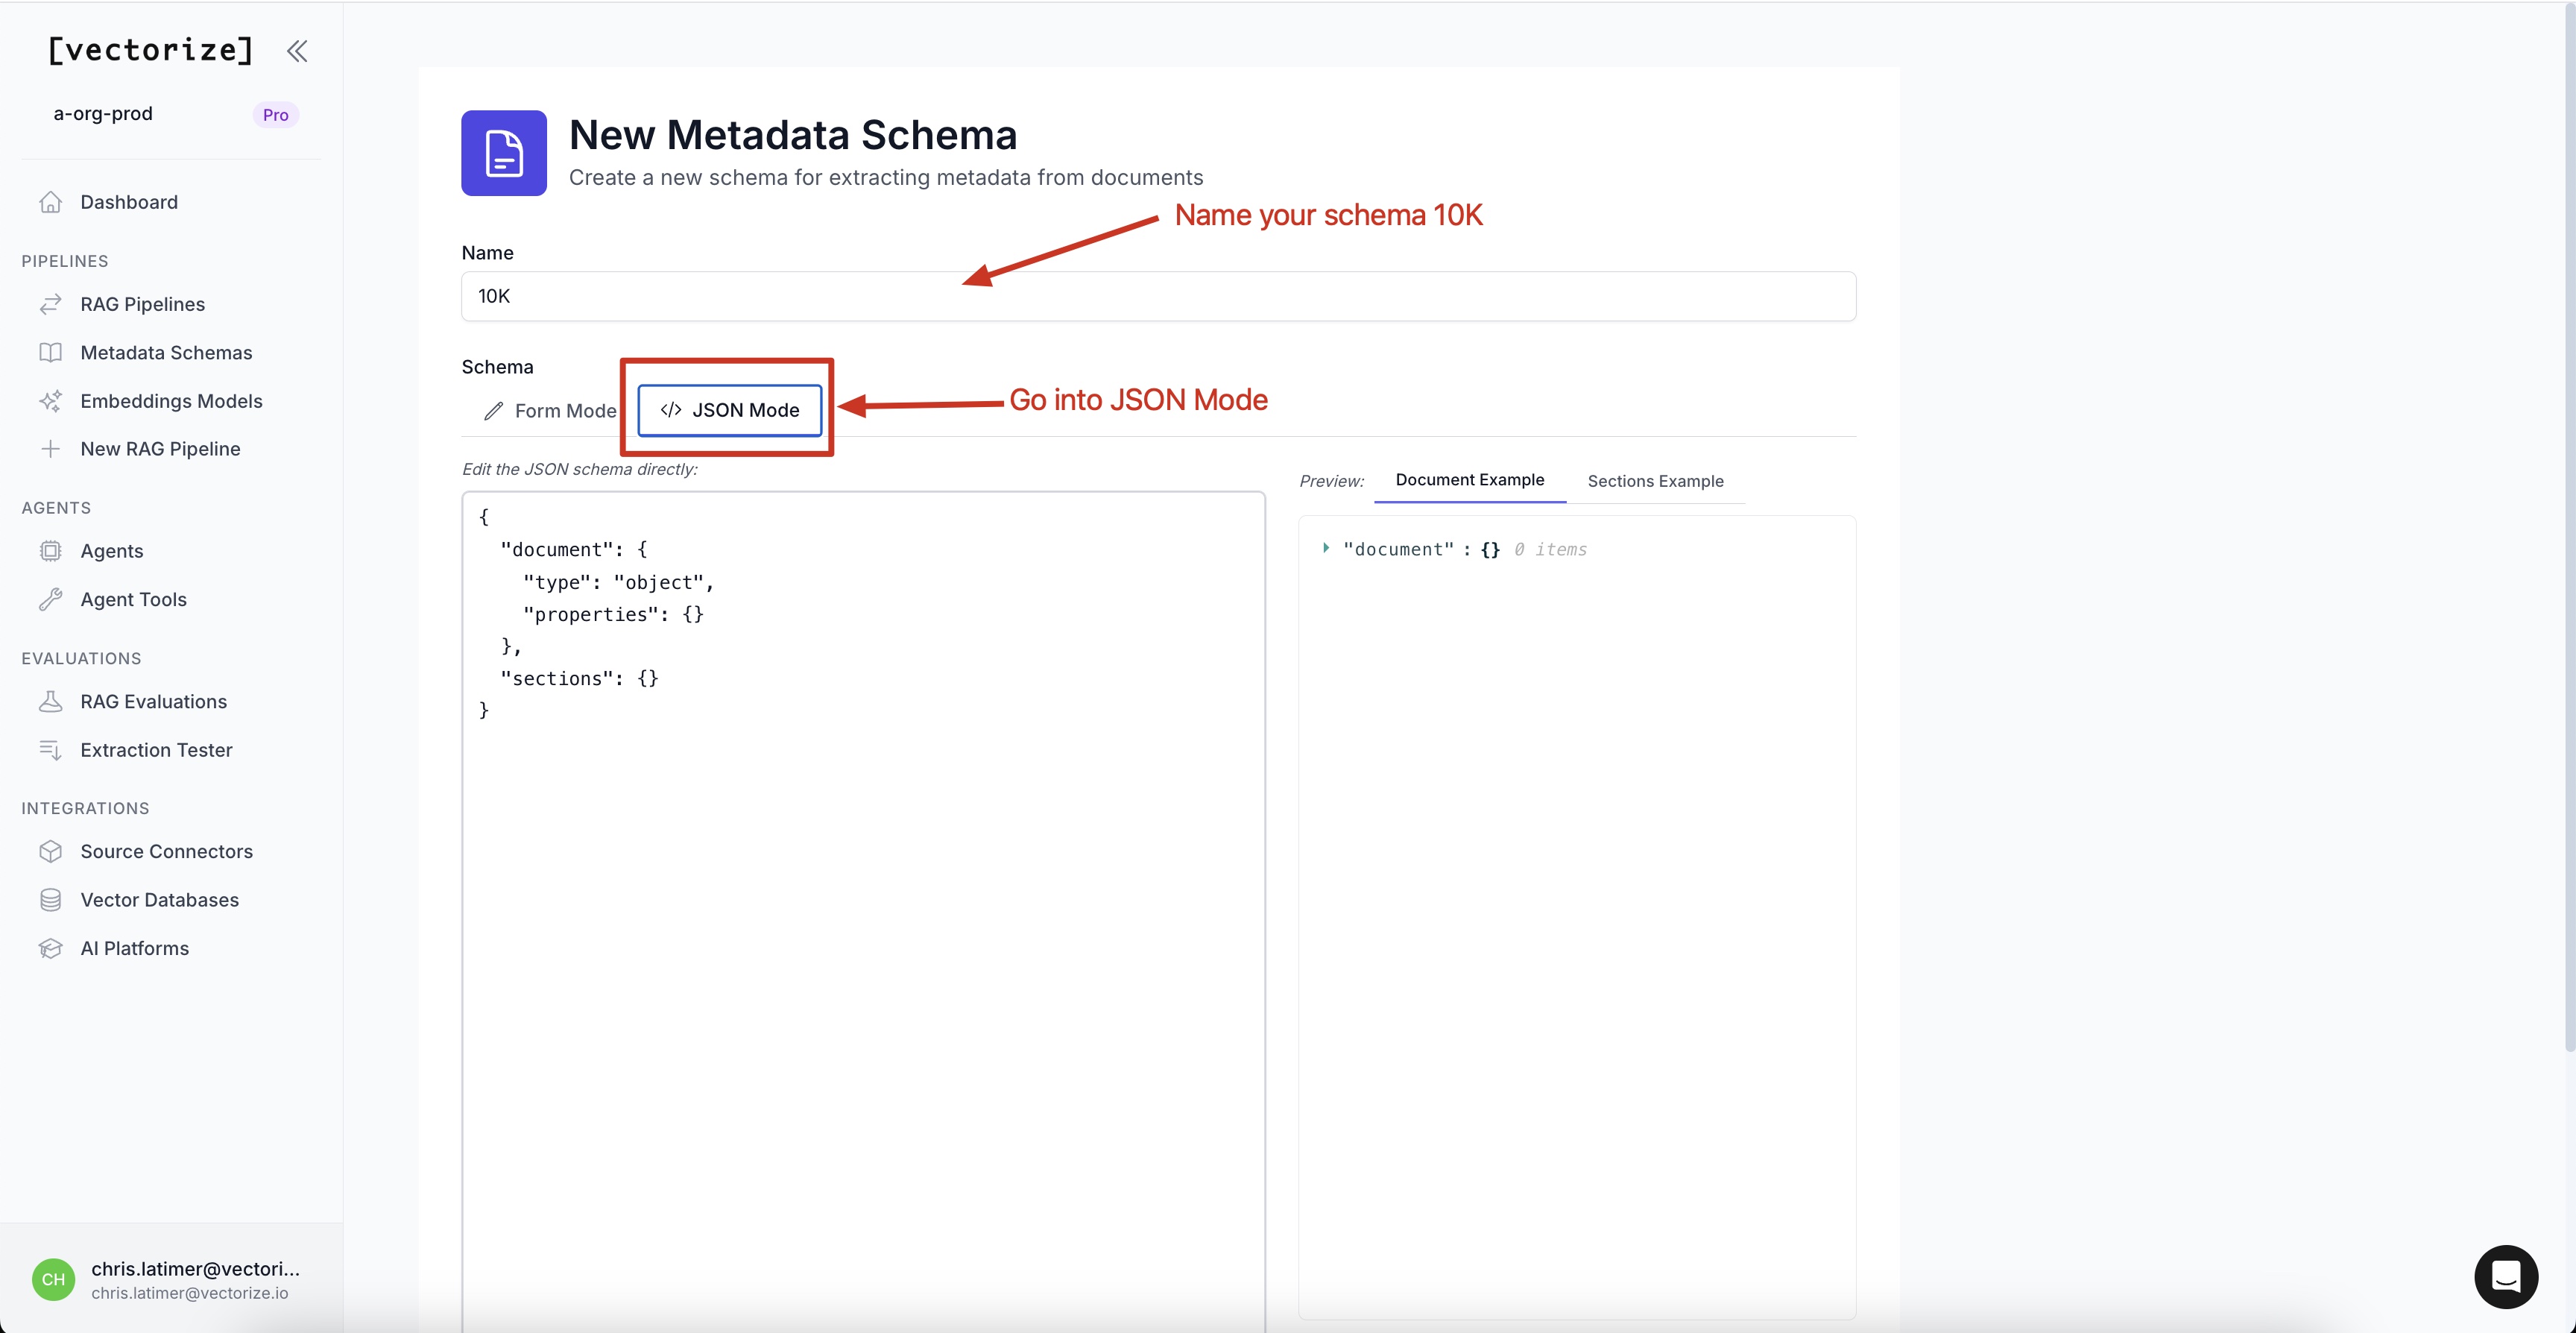 [vectorize]
a-org-prod
Pro
Dashboard
PIPELINES
RAG Pipelines
Metadata Schemas
Embeddings Models
New RAG Pipeline
AGENTS
Agents
Agent Tools
EVALUATIONS
RAG Evaluations
Extraction Tester
INTEGRATIONS
Source Connectors
Vector Databases
AI Platforms
CH
chris.latimer@vectori...
chris.latimer@vectorize.io
New Metadata Schema
Create a new schema for extracting metadata from documents
Name your schema 10K
Name
10K
Schema
Form Mode
</> JSON Mode
Go into JSON Mode
Edit the JSON schema directly:
{
  "document": {
    "type": "object",
    "properties": {}
  },
  "sections": {}
}
Preview:
Document Example
Sections Example
"document" : {} 0 items